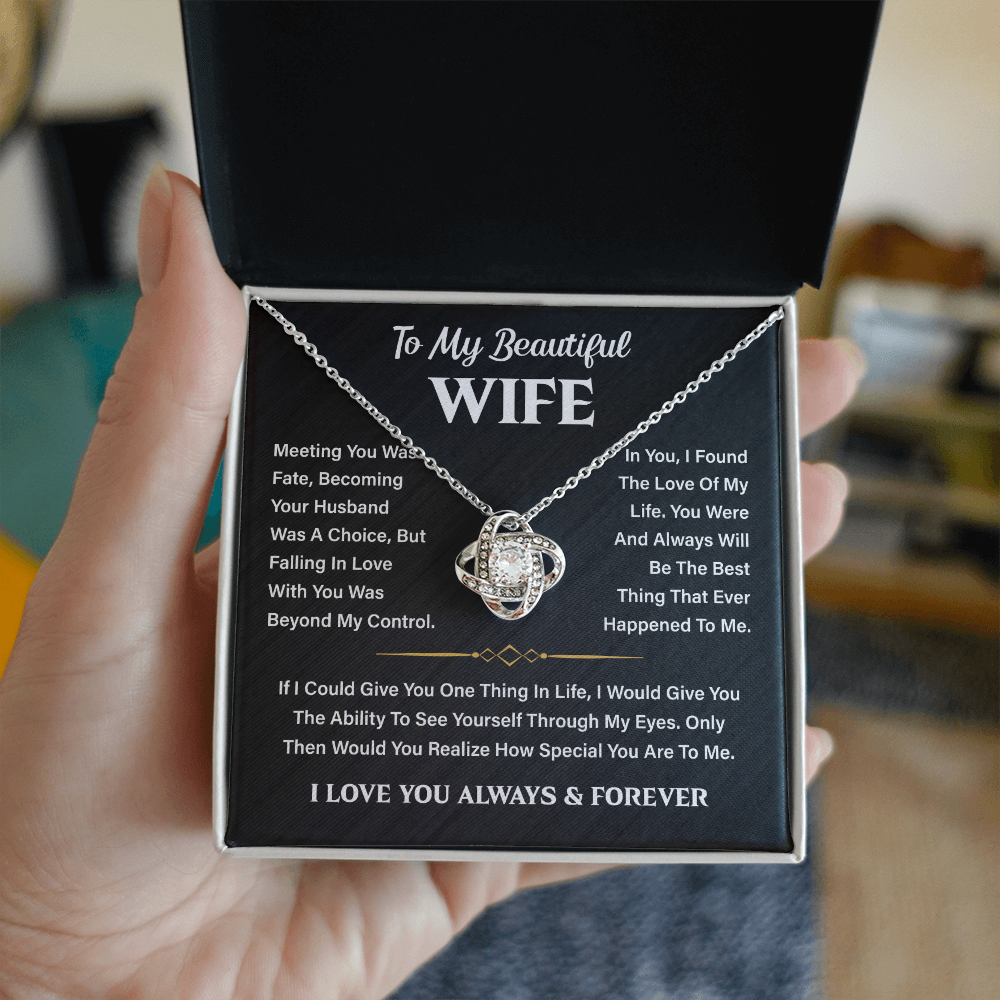 To My Beautiful
WIFE
Meeting You Was
Fate, Becoming
Your Husband
Was A Choice, But
Falling In Love
With You Was
Beyond My Control.
In You, I Found
The Love Of My
Life. You Were
And Always Will
Be The Best
Thing That Ever
Happened To Me.
If I Could Give You One Thing In Life, I Would Give You
The Ability To See Yourself Through My Eyes. Only
Then Would You Realize How Special You Are To Me.
I LOVE YOU ALWAYS & FOREVER